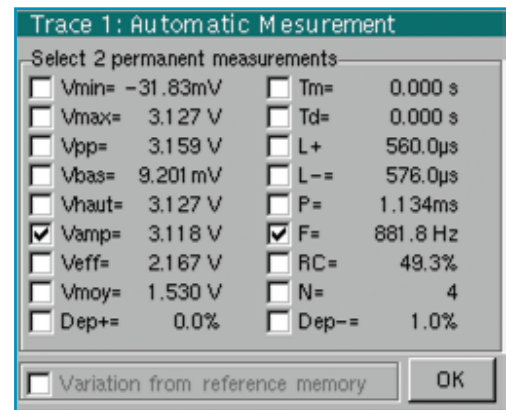 Trace 1: Automatic Mesurement
Select 2 permanent measurements
Vmin= -31.83mV Tm= 0.000 s
Vmax= 3.127 V Td= 0.000 s
Vpp= 3.159 V L+ 560.0µs
Vbas= 9.201 mV L-= 576.0µs
Vhaut= 3.127 V P= 1.134ms
Vamp= 3.118 V F= 881.8 Hz
Veff= 2.167 V RC= 49.3%
Vmoy= 1.530 V N= 4
Dep+= 0.0% Dep-= 1.0%
Variation from reference memory OK